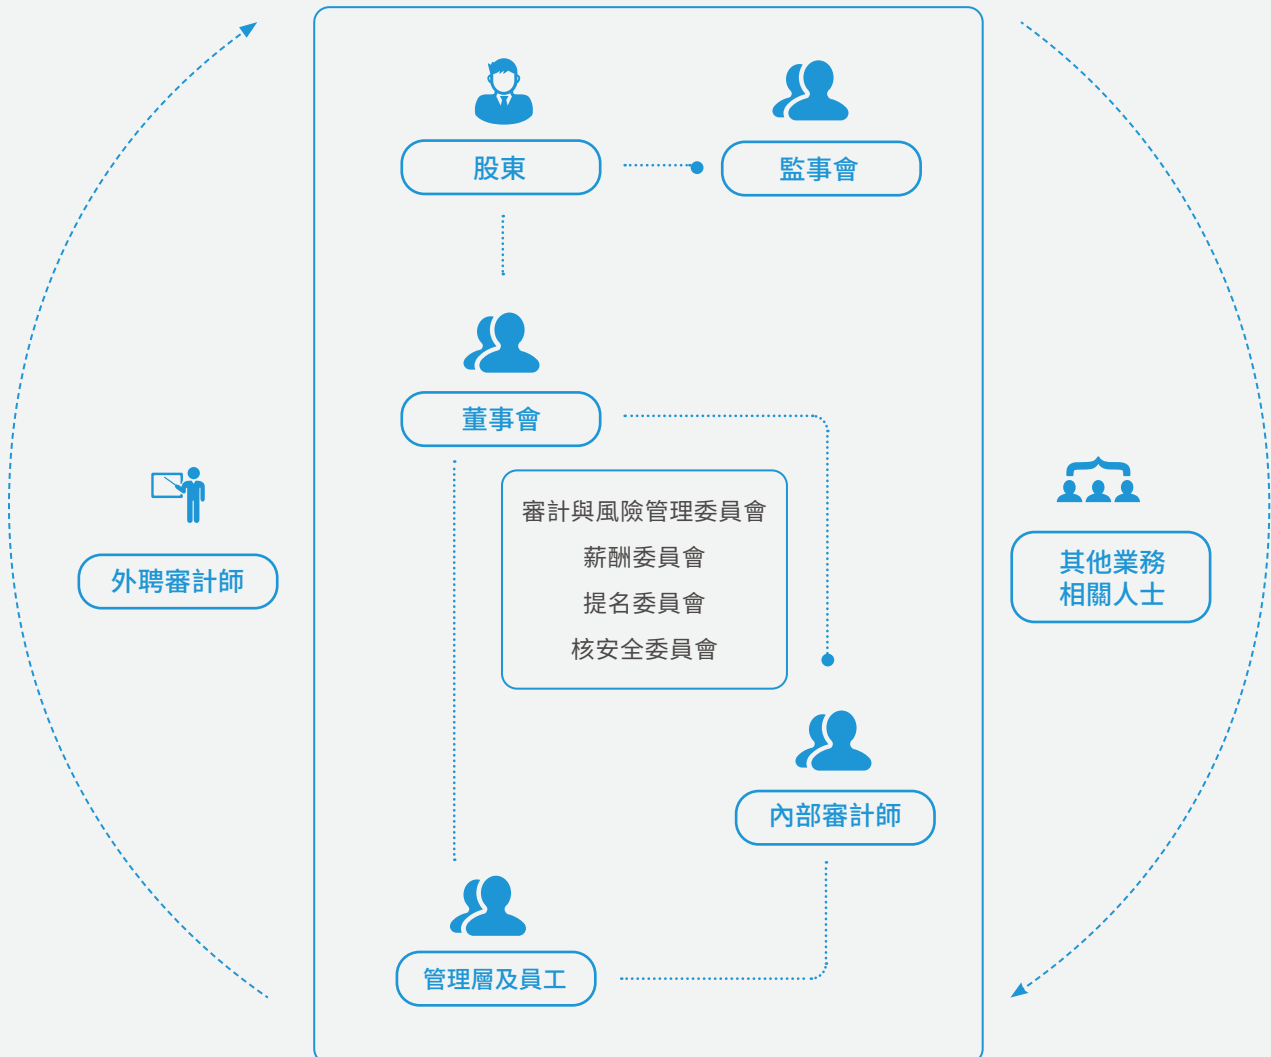 股東
監事會
董事會
審計與風險管理委員會
薪酬委員會
提名委員會
核安全委員會
外聘審計師
其他業務
相關人士
內部審計師
管理層及員工